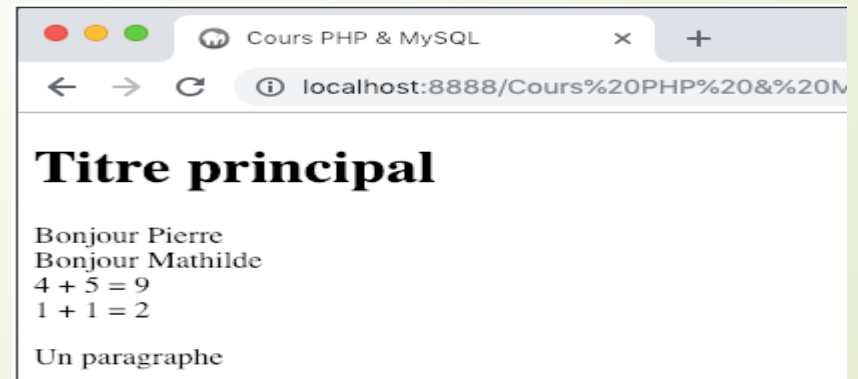 Cours PHP & MySQL
localhost:8888/Cours%20PHP%20&%20M
Titre principal
Bonjour Pierre
Bonjour Mathilde
4 + 5 = 9
1 + 1 = 2
Un paragraphe